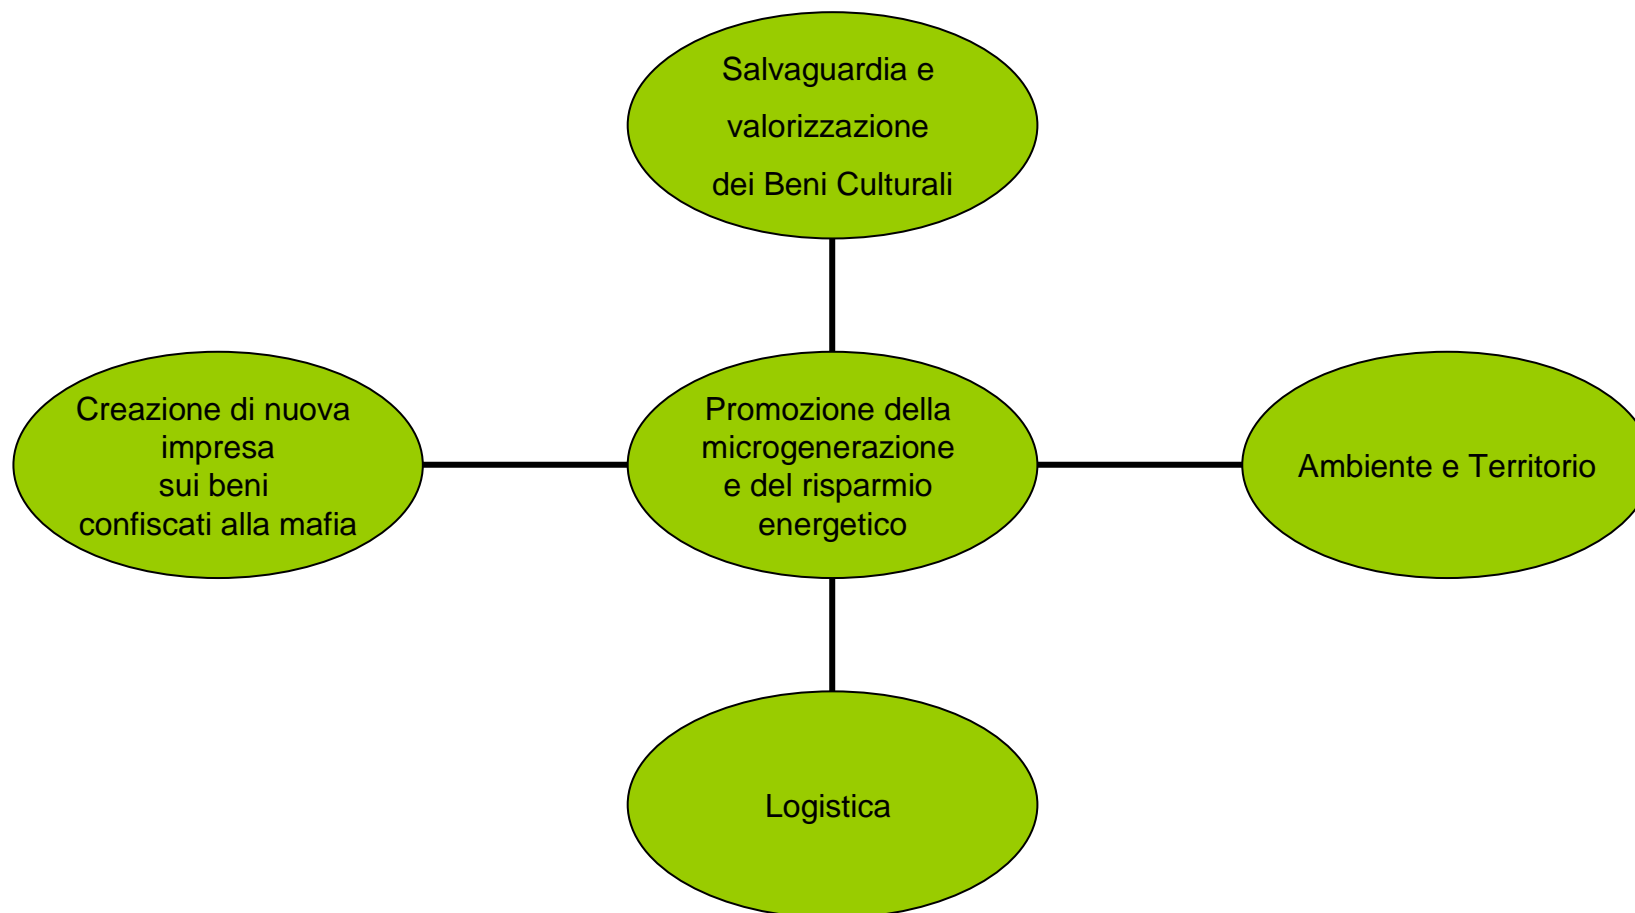 Salvaguardia e
valorizzazione
dei Beni Culturali
Creazione di nuova
impresa
sui beni
confiscati alla mafia
Promozione della
microgenerazione
e del risparmio
energetico
Ambiente e Territorio
Logistica